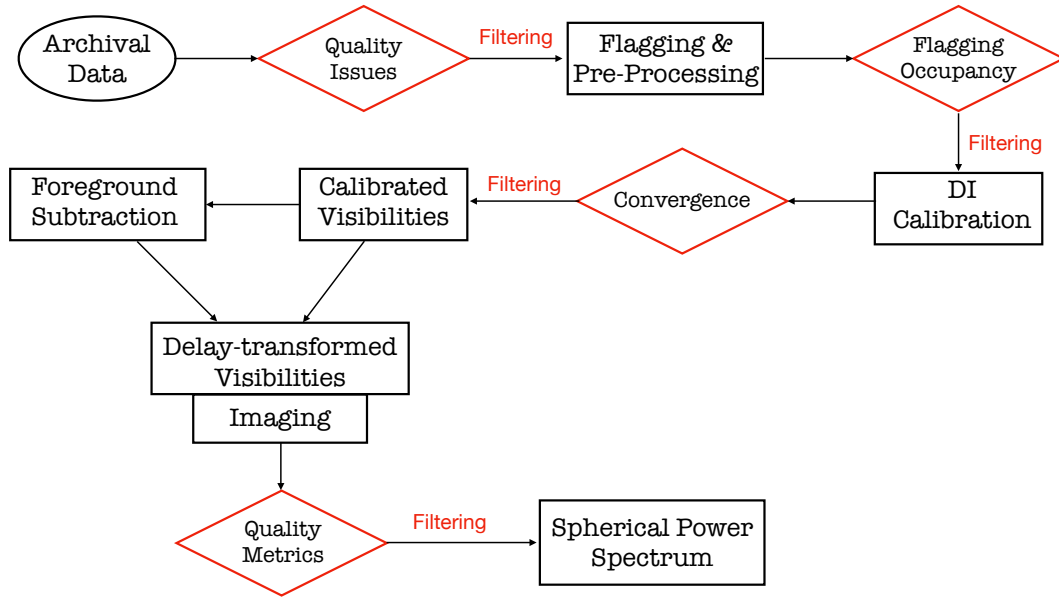 Archival
Data
Quality
Issues
Filtering
Flagging &
Pre-Processing
Flagging
Occupancy
Filtering
DI
Calibration
Convergence
Filtering
Calibrated
Visibilities
Foreground
Subtraction
Delay-transformed
Visibilities
Imaging
Quality
Metrics
Filtering
Spherical Power
Spectrum